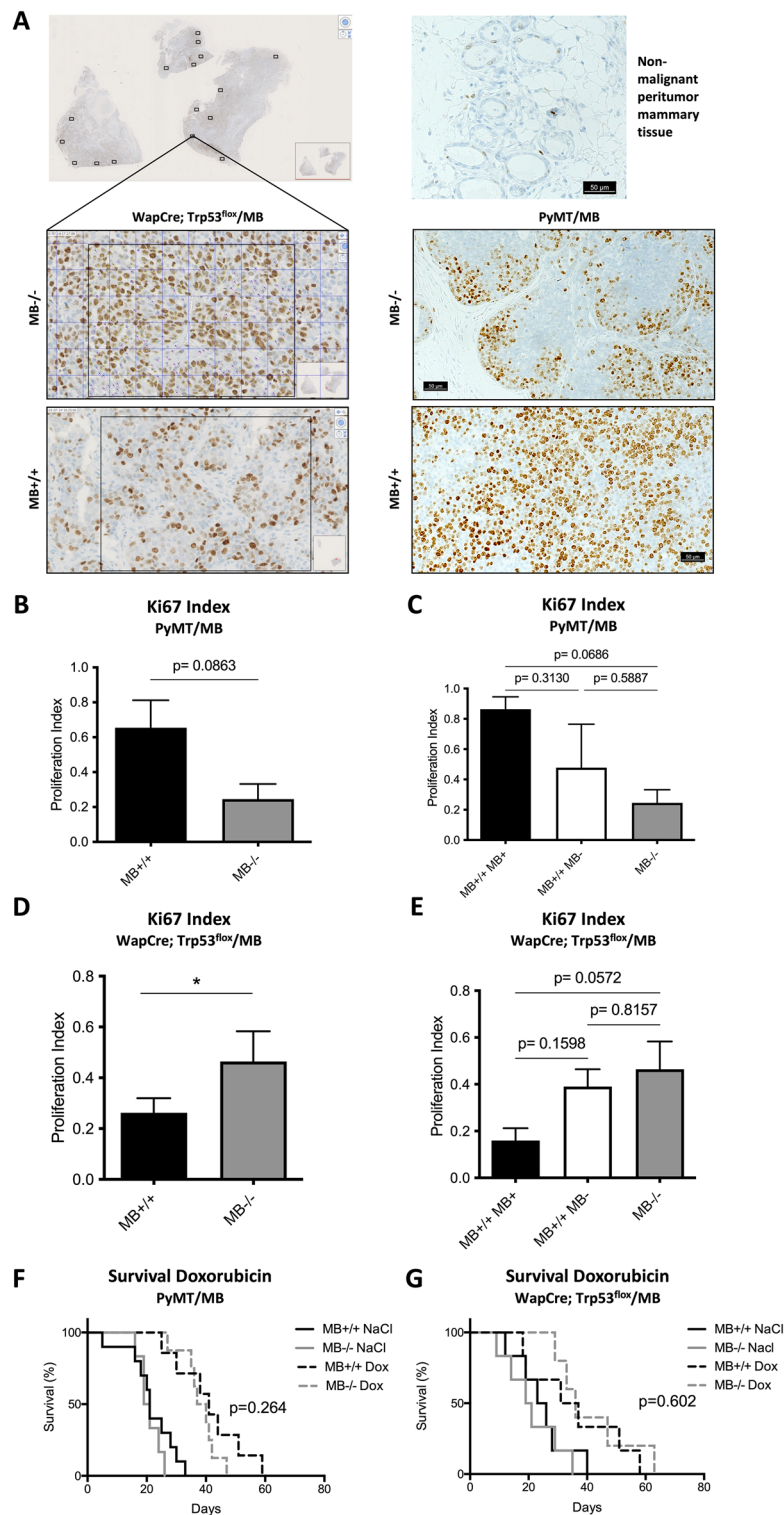 A
Non-
malignant
peritumor
mammary
tissue
50 µm
WapCre; Trp53flox/MB
PyMT/MB
MB-/-
50 µm
MB+/+
50 µm
B
Ki67 Index
PyMT/MB
p= 0.0863
Proliferation Index
1.0
0.8
0.6
0.4
0.2
0.0
MB+/+
MB-/-
C
Ki67 Index
PyMT/MB
p= 0.0686
p= 0.3130
p= 0.5887
Proliferation Index
1.0
0.8
0.6
0.4
0.2
0.0
MB+/+ MB+
MB+/+ MB-
MB-/-
D
Ki67 Index
WapCre; Trp53flox/MB
*
Proliferation Index
0.8
0.6
0.4
0.2
0.0
MB+/+
MB-/-
E
Ki67 Index
WapCre; Trp53flox/MB
p= 0.0572
p= 0.8157
p= 0.1598
Proliferation Index
0.8
0.6
0.4
0.2
0.0
MB+/+ MB+
MB+/+ MB-
MB-/-
F
Survival Doxorubicin
PyMT/MB
MB+/+ NaCl
MB-/- NaCl
MB+/+ Dox
MB-/- Dox
p=0.264
Survival (%)
100
50
0
0 20 40 60 80
Days
G
Survival Doxorubicin
WapCre; Trp53flox/MB
MB+/+ NaCl
MB-/- Nacl
MB+/+ Dox
MB-/- Dox
p=0.602
Survival (%)
100
50
0
0 20 40 60 80
Days